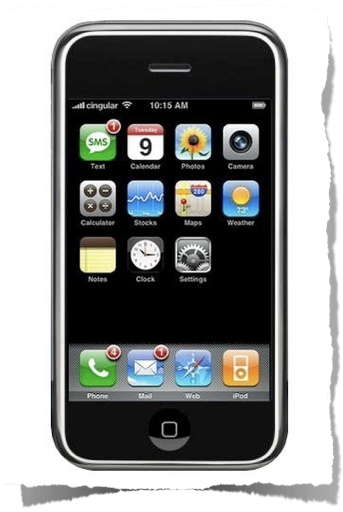 cingular 10:15 AM
SMS 1 Tuesday 9
Text Calendar Photos Camera
280 73°
Calculator Stocks Maps Weather
Notes Clock Settings
4 1
Phone Mail Web iPod